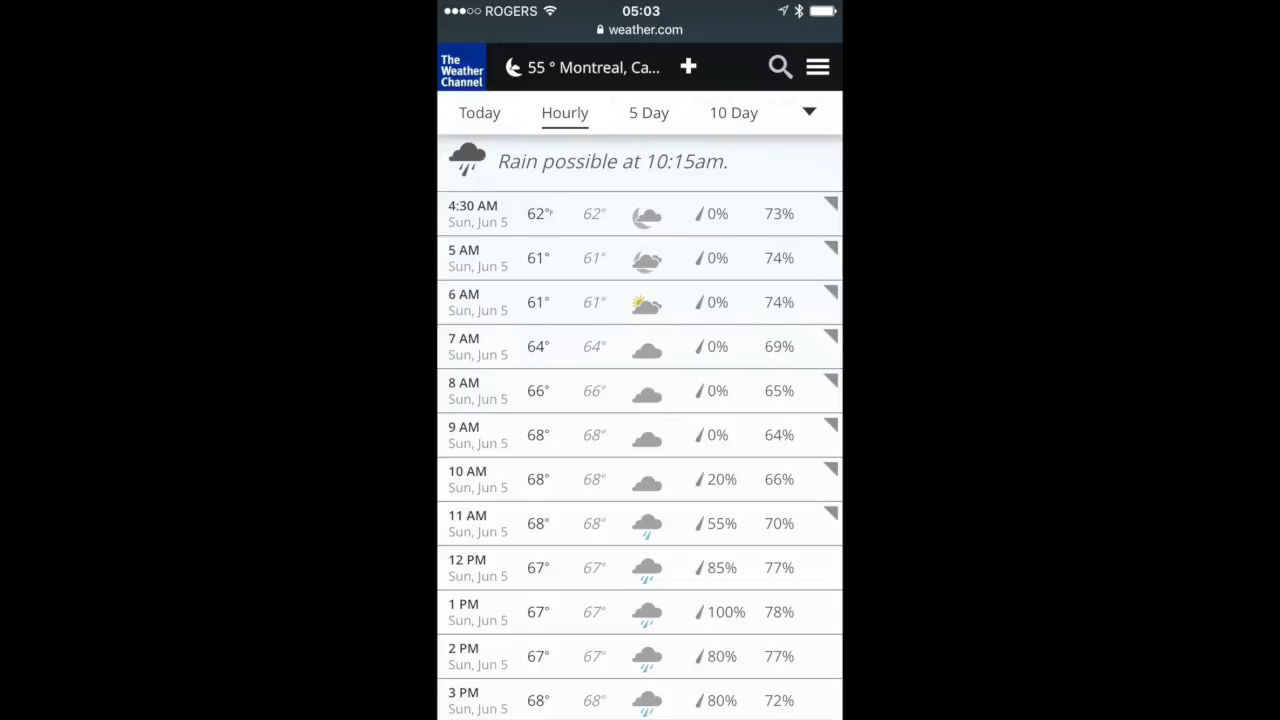 ROGERS 05:03
weather.com
The
Weather
Channel
55 ° Montreal, Ca...
Today Hourly 5 Day 10 Day
Rain possible at 10:15am.
4:30 AM
Sun, Jun 5
62°F 62° 0% 73%
5 AM
Sun, Jun 5
61° 61° 0% 74%
6 AM
Sun, Jun 5
61° 61° 0% 74%
7 AM
Sun, Jun 5
64° 64° 0% 69%
8 AM
Sun, Jun 5
66° 66° 0% 65%
9 AM
Sun, Jun 5
68° 68° 0% 64%
10 AM
Sun, Jun 5
68° 68° 20% 66%
11 AM
Sun, Jun 5
68° 68° 55% 70%
12 PM
Sun, Jun 5
67° 67° 85% 77%
1 PM
Sun, Jun 5
67° 67° 100% 78%
2 PM
Sun, Jun 5
67° 67° 80% 77%
3 PM
Sun, Jun 5
68° 68° 80% 72%